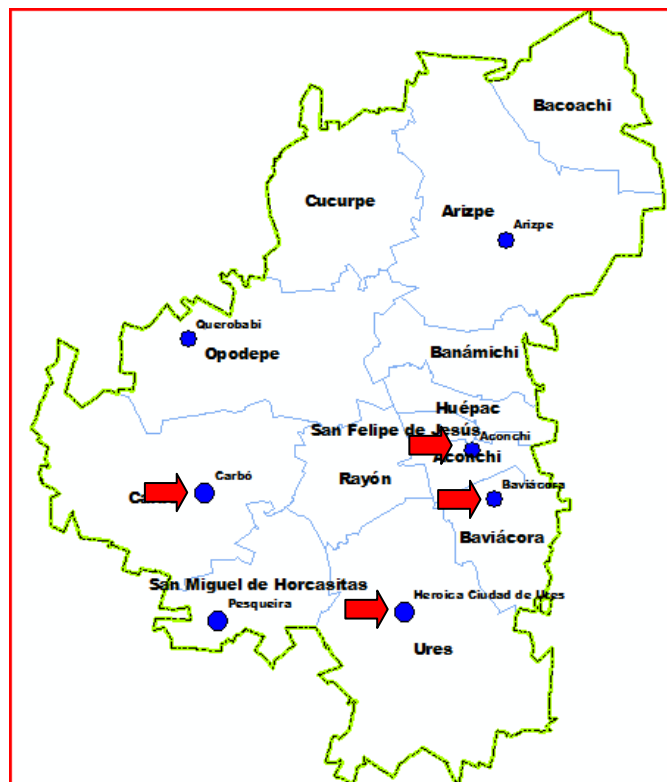 Bacoachi
Cucurpe
Arizpe
Arizpe
Querobabi
Opodepe
Banámichi
Huépac
San Felipe de Jesús
Aconchi
Aconchi
Rayón
Carbó
Baviácora
Baviácora
San Miguel de Horcasitas
Pesqueira
Heroica Ciudad de Ures
Ures